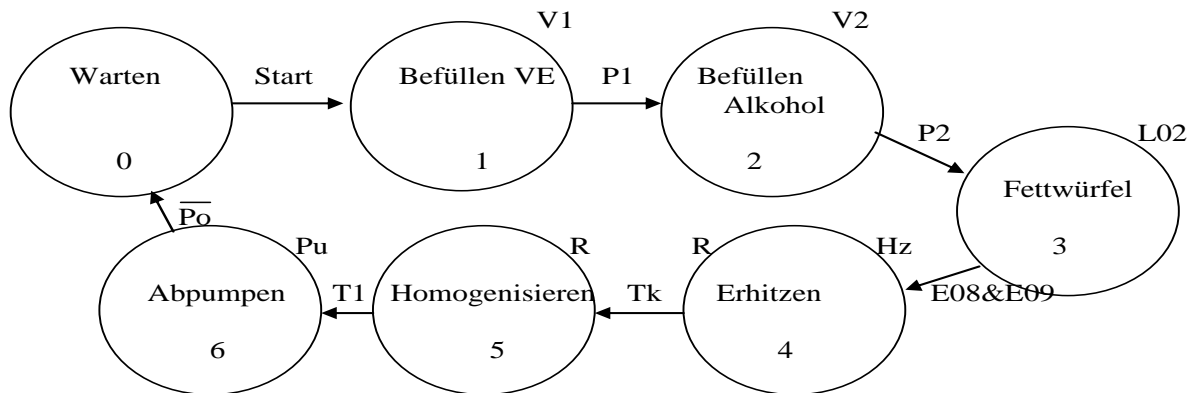 V1
V2
Warten
Start
Befüllen VE
P1
Befüllen
Alkohol
0
1
2
P2
L02
Fettwürfel
3
E08&E09
Hz
R
Erhitzen
4
Tk
R
Homogenisieren
5
T1
Pu
Abpumpen
6
P̅o̅